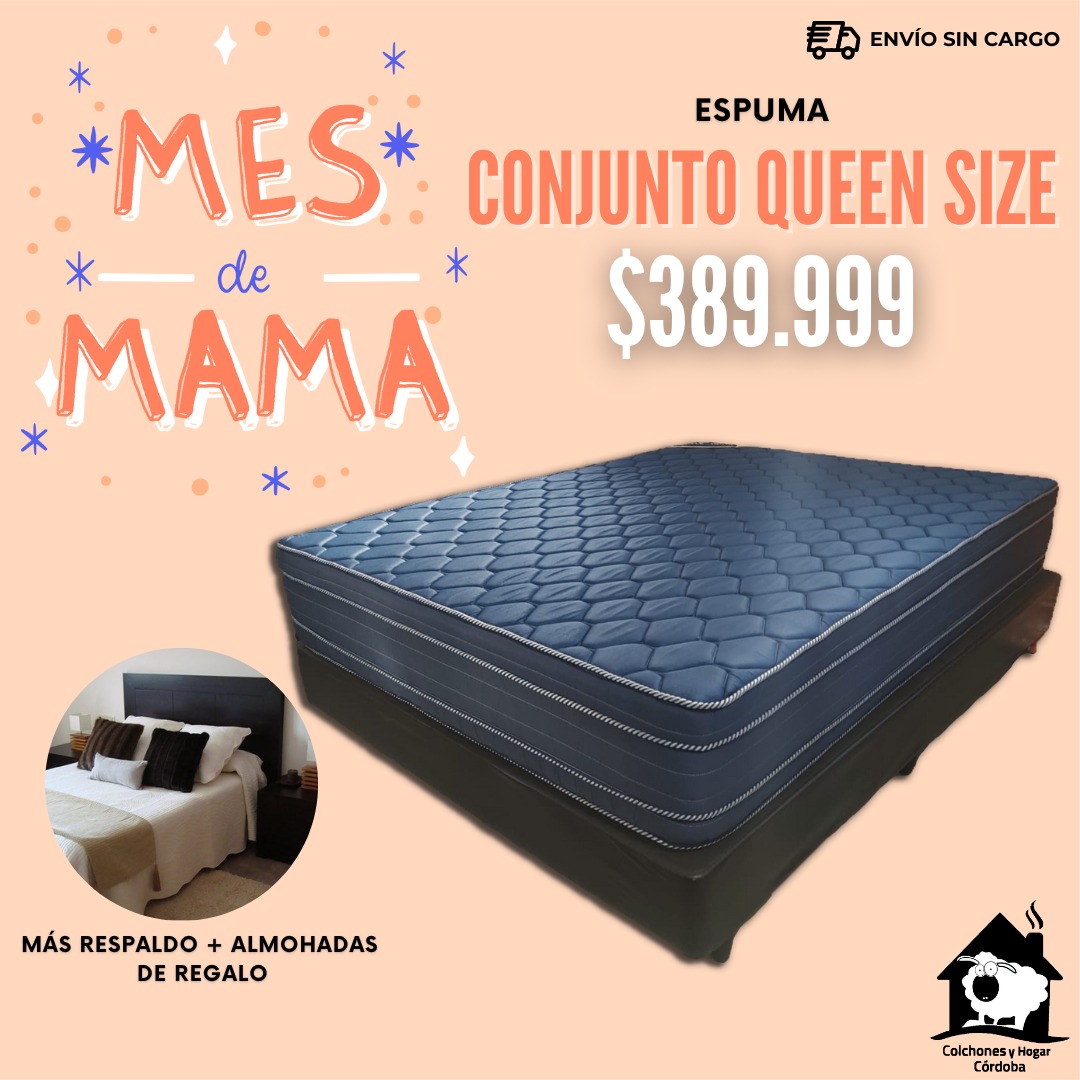 ENVÍO SIN CARGO
MES
de
MAMA
ESPUMA
CONJUNTO QUEEN SIZE
$389.999
MÁS RESPALDO + ALMOHADAS
DE REGALO
Colchones y Hogar
Córdoba